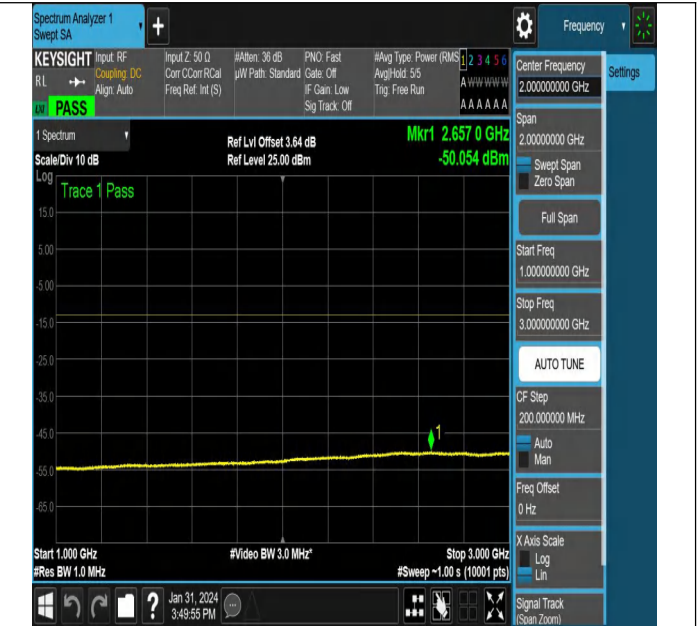 Spectrum Analyzer 1
Swept SA
+
Frequency
KEYSIGHT
RL
PASS
Input: RF
Coupling: DC
Align: Auto
Input Z: 50 Ω
Corr CCorr RCal
Freq Ref: Int (S)
#Atten: 36 dB
µW Path: Standard
PNO: Fast
Gate: Off
IF Gain: Low
Sig Track: Off
#Avg Type: Power (RMS
Avg|Hold: 5/5
Trig: Free Run
1 2 3 4 5 6
A W W W W W
A A A A A A
1 Spectrum
Scale/Div 10 dB
Ref Lvl Offset 3.64 dB
Ref Level 25.00 dBm
Mkr1 2.657 0 GHz
-50.054 dBm
Log
Trace 1 Pass
15.0
5.00
-5.00
-15.0
-25.0
-35.0
-45.0
-55.0
-65.0
1
Start 1.000 GHz
#Res BW 1.0 MHz
#Video BW 3.0 MHz*
Stop 3.000 GHz
#Sweep ~1.00 s (10001 pts)
?
Jan 31, 2024
3:49:55 PM
Center Frequency
2.000000000 GHz
Settings
Span
2.00000000 GHz
Swept Span
Zero Span
Full Span
Start Freq
1.000000000 GHz
Stop Freq
3.000000000 GHz
AUTO TUNE
CF Step
200.000000 MHz
Auto
Man
Freq Offset
0 Hz
X Axis Scale
Log
Lin
Signal Track
(Span Zoom)